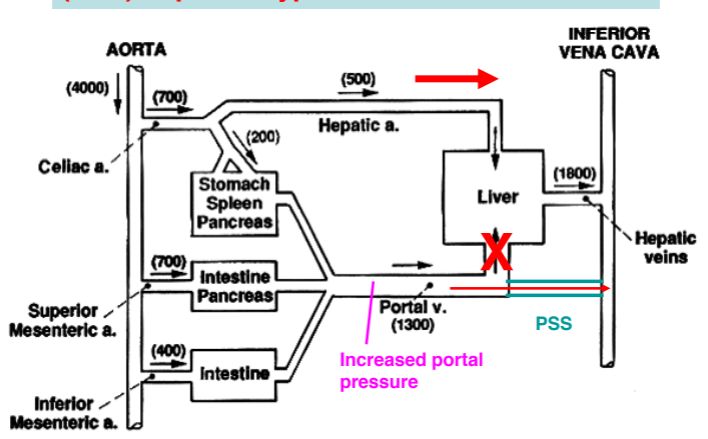 AORTA
INFERIOR
VENA CAVA
(4000)
(700)
(500)
Hepatic a.
(200)
Celiac a.
Stomach
Spleen
Pancreas
Liver
(1800)
Hepatic
veins
X
(700)
Intestine
Pancreas
Superior
Mesenteric a.
Portal v.
(1300)
PSS
(400)
Intestine
Increased portal
pressure
Inferior
Mesenteric a.